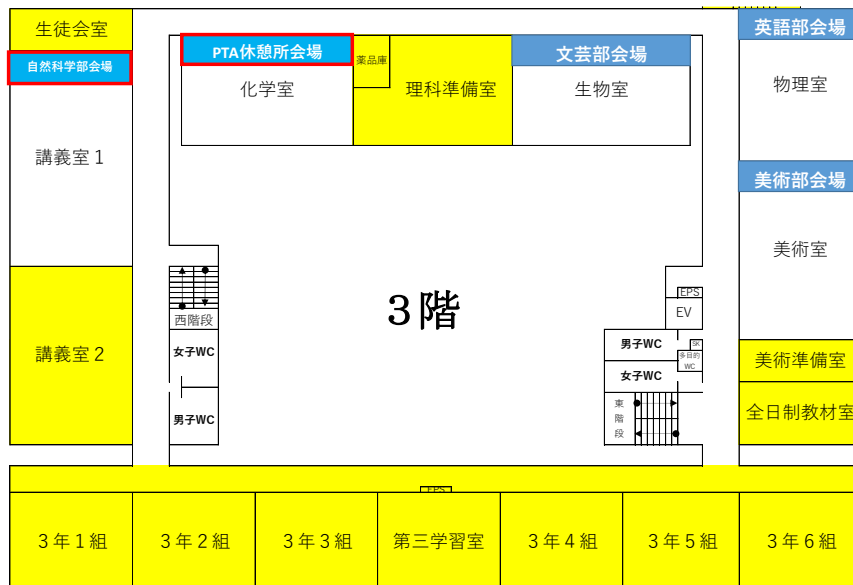 生徒会室
自然科学部会場
講義室１
講義室２
PTA休憩所会場
化学室
薬品庫
理科準備室
文芸部会場
生物室
英語部会場
物理室
美術部会場
美術室
美術準備室
全日制教材室
３階
西階段
女子WC
男子WC
EPS
EV
男子WC
SK
多目的
WC
女子WC
東
階
段
EPS
３年１組
３年２組
３年３組
第三学習室
３年４組
３年５組
３年６組